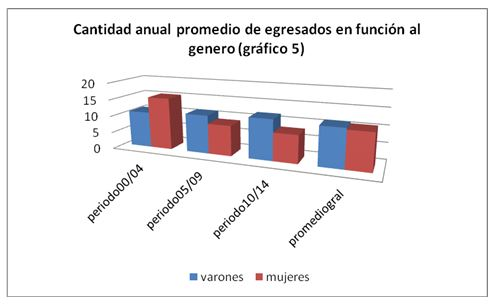 Cantidad anual promedio de egresados en función al
genero (gráfico 5)
20
15
10
5
0
periodo00/04
periodo05/09
periodo10/14
promediogral
varones
mujeres